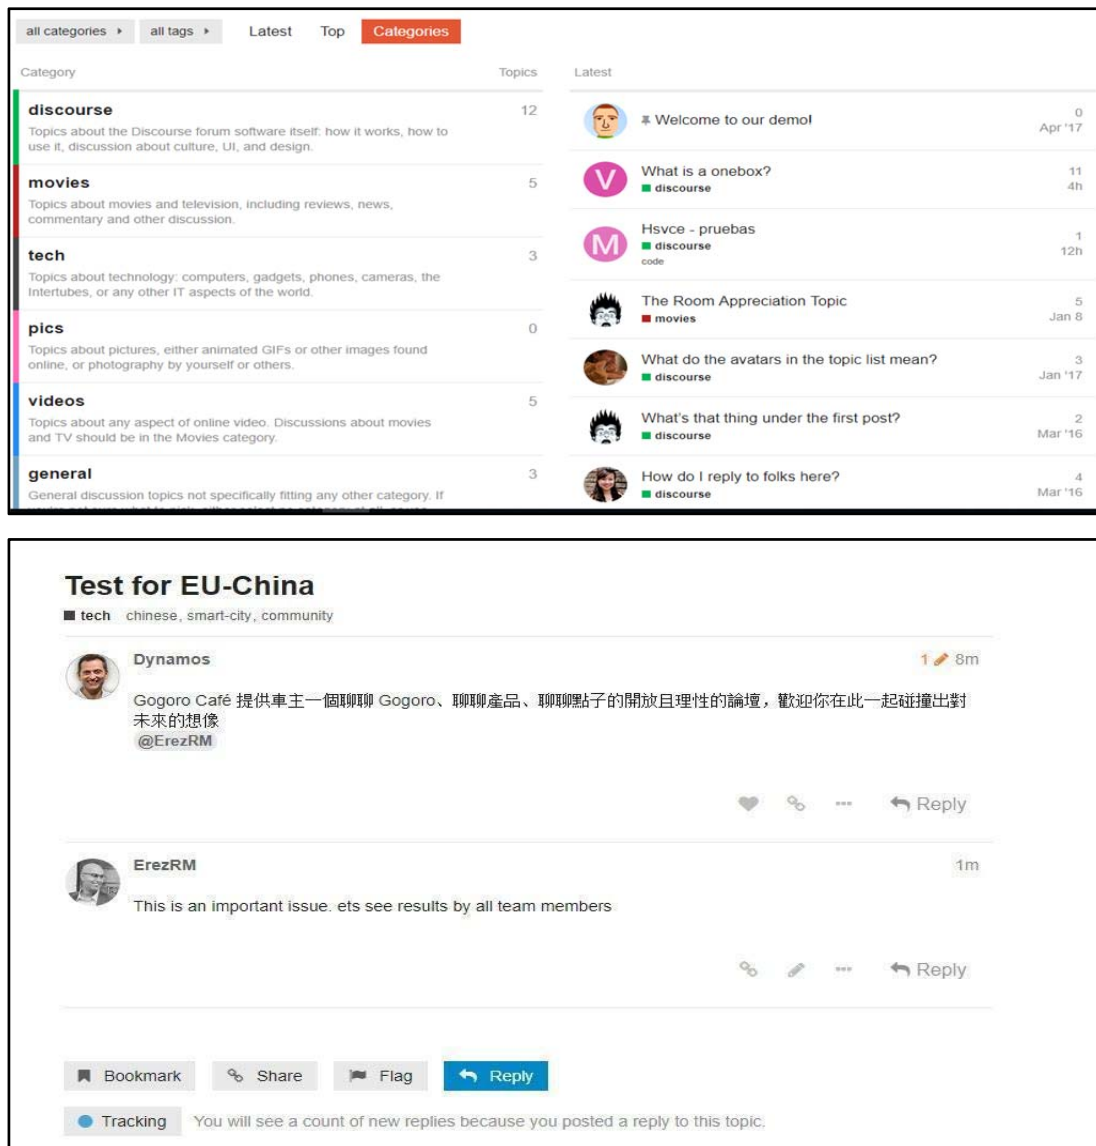 all categories all tags Latest Top Categories
Category Topics Latest
discourse 12
Topics about the Discourse forum software itself: how it works, how to
use it, discussion about culture, UI, and design.
movies 5
Topics about movies and television, including reviews, news,
commentary and other discussion.
tech 3
Topics about technology: computers, gadgets, phones, cameras, the
Intertubes, or any other IT aspects of the world.
pics 0
Topics about pictures, either animated GIFs or other images found
online, or photography by yourself or others.
videos 5
Topics about any aspect of online video. Discussions about movies
and TV should be in the Movies category.
general 3
General discussion topics not specifically fitting any other category. If
Welcome to our demo! 0
Apr '17
V
What is a onebox? 11
discourse 4h
M
Hsvce - pruebas 1
discourse 12h
code
The Room Appreciation Topic 5
movies Jan 8
What do the avatars in the topic list mean? 3
discourse Jan '17
What's that thing under the first post? 2
discourse Mar '16
How do I reply to folks here? 4
discourse Mar '16
Test for EU-China
tech chinese, smart-city, community
Dynamos 1 8m
Gogoro Café 提供車主一個聊聊 Gogoro、聊聊產品、聊聊點子的開放且理性的論壇，歡迎你在此一起碰撞出對
未來的想像
@ErezRM
Reply
ErezRM 1m
This is an important issue. ets see results by all team members
Reply
Bookmark Share Flag Reply
Tracking You will see a count of new replies because you posted a reply to this topic.